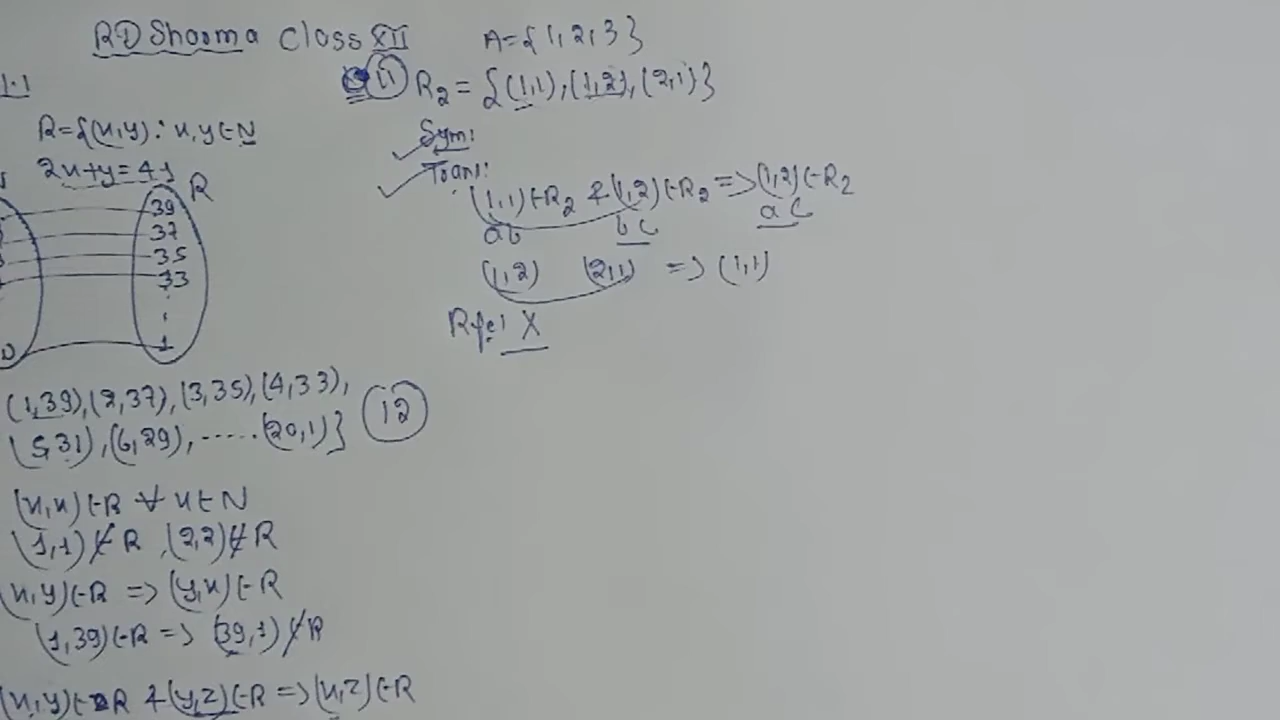 RD Sharma Class XII
A={1,2,3}
1.1
(ii) R₂ = {(1,1),(1,2),(2,1)}
R={(x,y): x,y∈N
2x+y=41
Sym:
Trans:
(1,1)∈R₂ & (1,2)∈R₂ => (1,2)∈R₂
a b b c a c
(1,2) (2,1) => (1,1)
Rfe: X
R
39
37
35
33
1
(1,39),(2,37),(3,35),(4,33),
(5,31),(6,29),.....(20,1)}
12
(x,x)∈R ∀ x∈N
(1,1)∉R, (2,2)∉R
(x,y)∈R => (y,x)∈R
(1,39)∈R => (39,1)∉R
(x,y)∈R & (y,z)∈R => (x,z)∈R